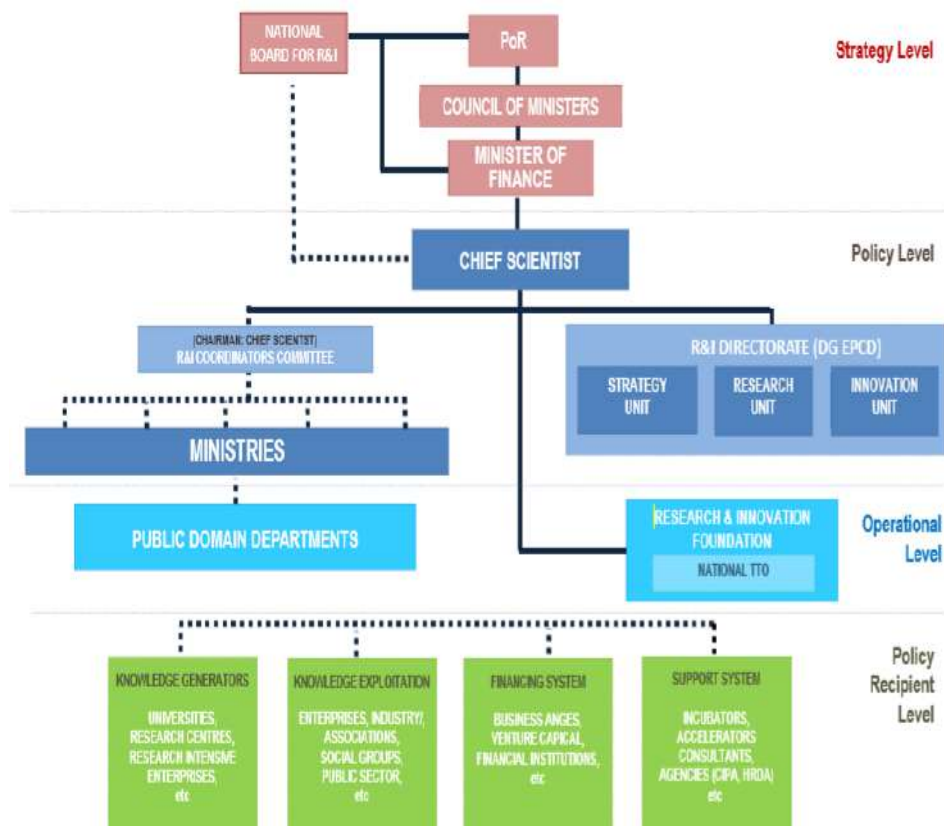 NATIONAL
BOARD FOR R&I
PoR
Strategy Level
COUNCIL OF MINISTERS
MINISTER OF
FINANCE
CHIEF SCIENTIST
Policy Level
(CHAIRMAN: CHIEF SCIENTIST)
R&I COORDINATORS COMMITTEE
R&I DIRECTORATE (DG EPCD)
STRATEGY
UNIT
RESEARCH
UNIT
INNOVATION
UNIT
MINISTRIES
PUBLIC DOMAIN DEPARTMENTS
RESEARCH & INNOVATION
FOUNDATION
NATIONAL TTO
Operational
Level
Policy
Recipient
Level
KNOWLEDGE GENERATORS
UNIVERSITIES,
RESEARCH CENTRES,
RESEARCH INTENSIVE
ENTERPRISES,
etc
KNOWLEDGE EXPLOITATION
ENTERPRISES, INDUSTRY/,
ASSOCIATIONS,
SOCIAL GROUPS,
PUBLIC SECTOR,
etc
FINANCING SYSTEM
BUSINESS ANGES,
VENTURE CAPICAL,
FINANCIAL INSTITUTIONS,
etc
SUPPORT SYSTEM
INCUBATORS,
ACCELERATORS
CONSULTANTS,
AGENCIES (CIPA, HRDA)
etc